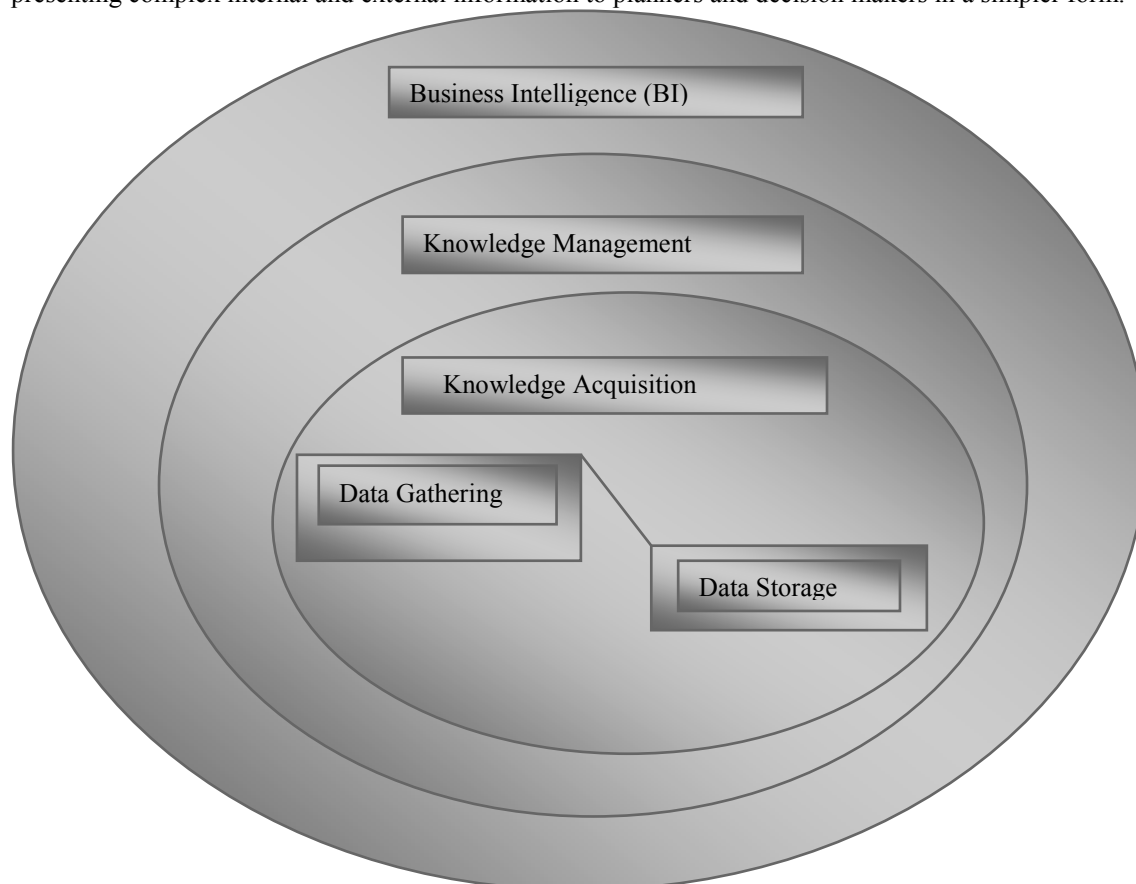 presenting complex internal and external information to planners and decision makers in a simpler form.
Business Intelligence (BI)
Knowledge Management
Knowledge Acquisition
Data Gathering
Data Storage